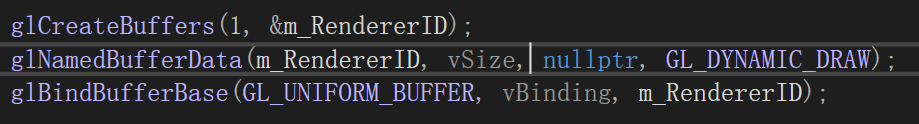 glCreateBuffers(1, &m_RendererID);
glNamedBufferData(m_RendererID, vSize, nullptr, GL_DYNAMIC_DRAW);
glBindBufferBase(GL_UNIFORM_BUFFER, vBinding, m_RendererID);